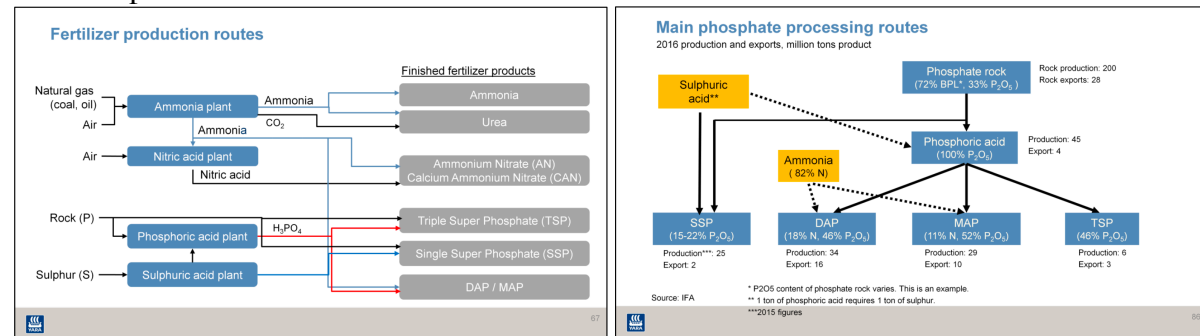 Fertilizer production routes
Finished fertilizer products
Natural gas
(coal, oil)
Air
Ammonia plant
Ammonia
CO2
Ammonia
Urea
Ammonia
Air
Nitric acid plant
Nitric acid
Ammonium Nitrate (AN)
Calcium Ammonium Nitrate (CAN)
Rock (P)
Phosphoric acid plant
H3PO4
Triple Super Phosphate (TSP)
Single Super Phosphate (SSP)
Sulphur (S)
Sulphuric acid plant
DAP / MAP
YARA
67
Main phosphate processing routes
2016 production and exports, million tons product
Phosphate rock
(72% BPL*, 33% P2O5 )
Rock production: 200
Rock exports: 28
Sulphuric
acid**
Phosphoric acid
(100% P2O5)
Production: 45
Export: 4
Ammonia
( 82% N)
SSP
(15-22% P2O5)
Production***: 25
Export: 2
DAP
(18% N, 46% P2O5)
Production: 34
Export: 16
MAP
(11% N, 52% P2O5)
Production: 29
Export: 10
TSP
(46% P2O5)
Production: 6
Export: 3
Source: IFA
* P2O5 content of phosphate rock varies. This is an example.
** 1 ton of phosphoric acid requires 1 ton of sulphur.
***2015 figures
YARA